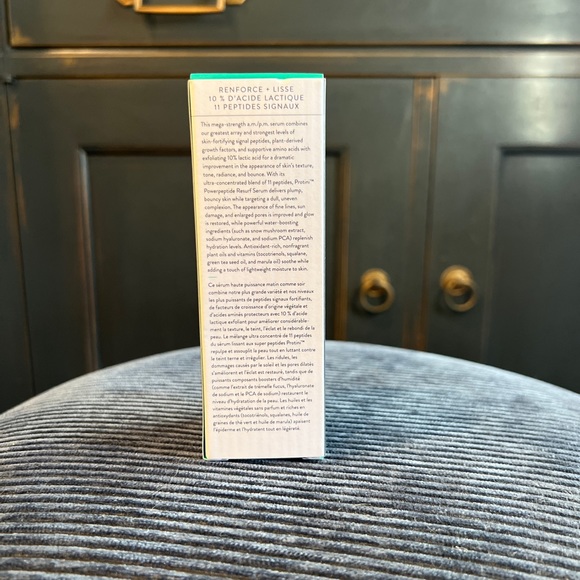 RENFORCE + LISSE
10 % D'ACIDE LACTIQUE
11 PEPTIDES SIGNAUX
This mega-strength a.m./p.m. serum combines
our greatest array and strongest levels of
skin-fortifying signal peptides, plant-derived
growth factors, and supportive amino acids with
exfoliating 10% lactic acid for a dramatic
improvement in the appearance of skin's texture,
tone, radiance, and bounce. With its
ultra-concentrated blend of 11 peptides, Protini™
Powerpeptide Resurf Serum delivers plump,
bouncy skin while targeting a dull, uneven
complexion. The appearance of fine lines, sun
damage, and enlarged pores is improved and glow
is restored, while powerful water-boosting
ingredients (such as snow mushroom extract,
sodium hyaluronate, and sodium PCA) replenish
hydration levels. Antioxidant-rich, nonfragrant
plant oils and vitamins (tocotrienols, squalane,
green tea seed oil, and marula oil) soothe while
adding a touch of lightweight moisture to skin.
Ce sérum haute puissance matin comme soir
combine notre plus grande variété et nos niveaux
les plus puissants de peptides signaux fortifiants,
de facteurs de croissance d'origine végétale et
d'acides aminés protecteurs avec 10 % d'acide
lactique exfoliant pour améliorer considérable-
ment la texture, le teint, l'éclat et le rebondi de la
peau. Le mélange ultra concentré de 11 peptides
du sérum lissant aux super peptides Protini™
repulpe et assouplit la peau tout en luttant contre
le teint terne et irrégulier. Les ridules, les
dommages causés par le soleil et les pores dilatés
s'améliorent et l'éclat est restauré, tandis que de
puissants composants boosters d'humidité
(comme l'extrait de trémelle fucus, l'hyaluronate
de sodium et le PCA de sodium) restaurent le
niveau d'hydratation de la peau. Les huiles et les
vitamines végétales sans parfum et riches en
antioxydants (tocotriénols, squalanes, huile de
graines de thé vert et huile de marula) apaisent
l'épiderme et l'hydratent tout en légèreté.